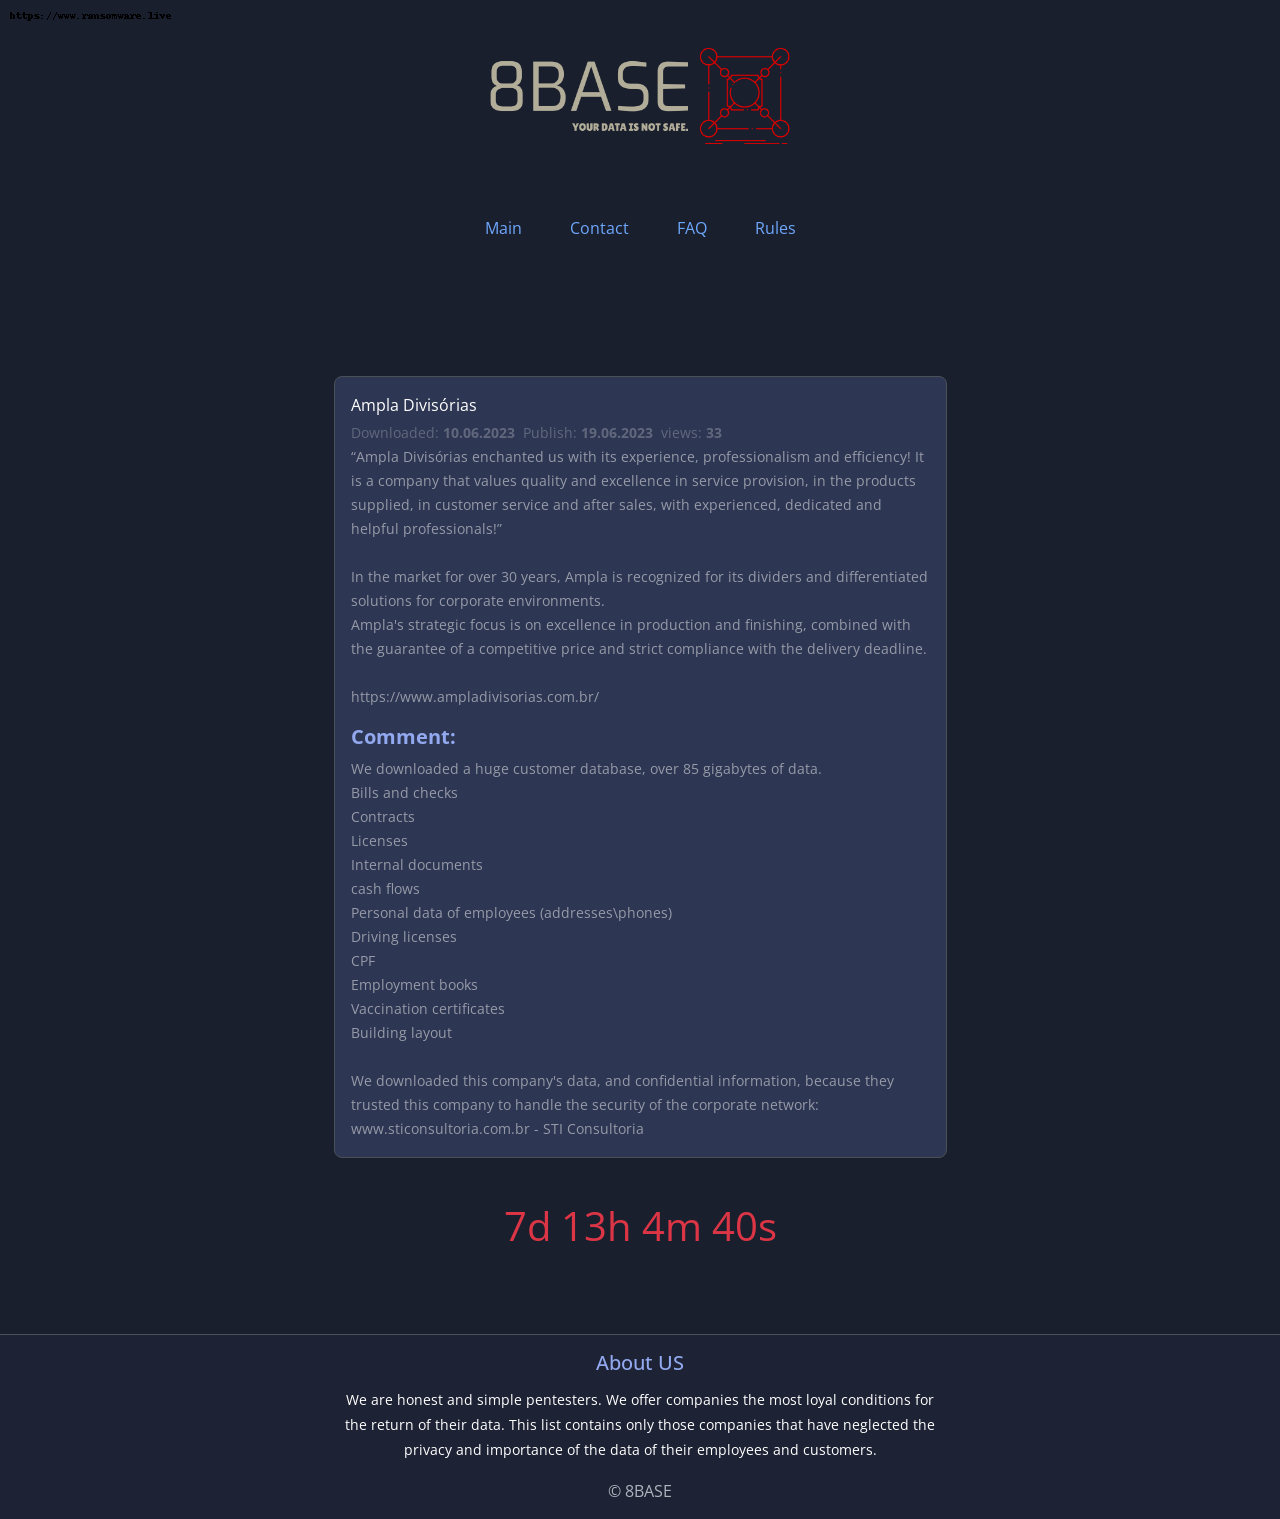 https://www.ransomware.live
8BASE
YOUR DATA IS NOT SAFE.
Main Contact FAQ Rules
Ampla Divisórias
Downloaded: 10.06.2023 Publish: 19.06.2023 views: 33
“Ampla Divisórias enchanted us with its experience, professionalism and efficiency! It
is a company that values quality and excellence in service provision, in the products
supplied, in customer service and after sales, with experienced, dedicated and
helpful professionals!”
In the market for over 30 years, Ampla is recognized for its dividers and differentiated
solutions for corporate environments.
Ampla's strategic focus is on excellence in production and finishing, combined with
the guarantee of a competitive price and strict compliance with the delivery deadline.
https://www.ampladivisorias.com.br/
Comment:
We downloaded a huge customer database, over 85 gigabytes of data.
Bills and checks
Contracts
Licenses
Internal documents
cash flows
Personal data of employees (addresses\phones)
Driving licenses
CPF
Employment books
Vaccination certificates
Building layout
We downloaded this company's data, and confidential information, because they
trusted this company to handle the security of the corporate network:
www.sticonsultoria.com.br - STI Consultoria
7d 13h 4m 40s
About US
We are honest and simple pentesters. We offer companies the most loyal conditions for
the return of their data. This list contains only those companies that have neglected the
privacy and importance of the data of their employees and customers.
© 8BASE